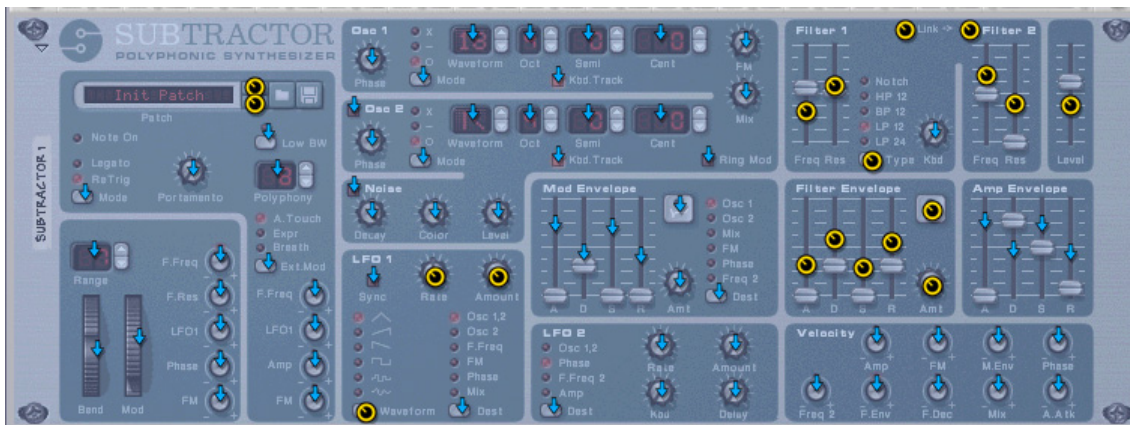 SUBTRACTOR
POLYPHONIC SYNTHESIZER
Init Patch
Patch
Note On
Low BW
Legato
ReTrig
Mode
Portamento
Polyphony
SUBTRACTOR 1
A.Touch
Expr
Breath
Ext.Mod
Range
F.Freq
F.Res
LFO1
Phase
FM
Bend
Mod
F.Freq
LFO1
Amp
FM
Osc 1
Phase
X
–
O
Mode
Waveform
Oct
Semi
Cent
Kbd.Track
FM
Mix
Osc 2
Phase
X
–
O
Mode
Waveform
Oct
Semi
Cent
Kbd.Track
Ring Mod
Noise
Decay
Color
Level
LFO 1
Sync
Rate
Amount
Osc 1,2
Osc 2
F.Freq
FM
Phase
Mix
Waveform
Dest
Mod Envelope
Osc 1
Osc 2
Mix
FM
Phase
Freq 2
Dest
A D S R
Amt
LFO 2
Osc 1,2
Phase
F.Freq 2
Amp
Dest
Rate
Amount
Kbd
Delay
Filter 1
Link ->
Filter 2
Notch
HP 12
BP 12
LP 12
LP 24
Type
Kbd
Freq Res
Freq Res
Level
Filter Envelope
A D S R
Amt
Amp Envelope
A D S R
Velocity
Amp
FM
M.Env
Phase
Freq 2
F.Env
F.Dec
Mix
A.Atk